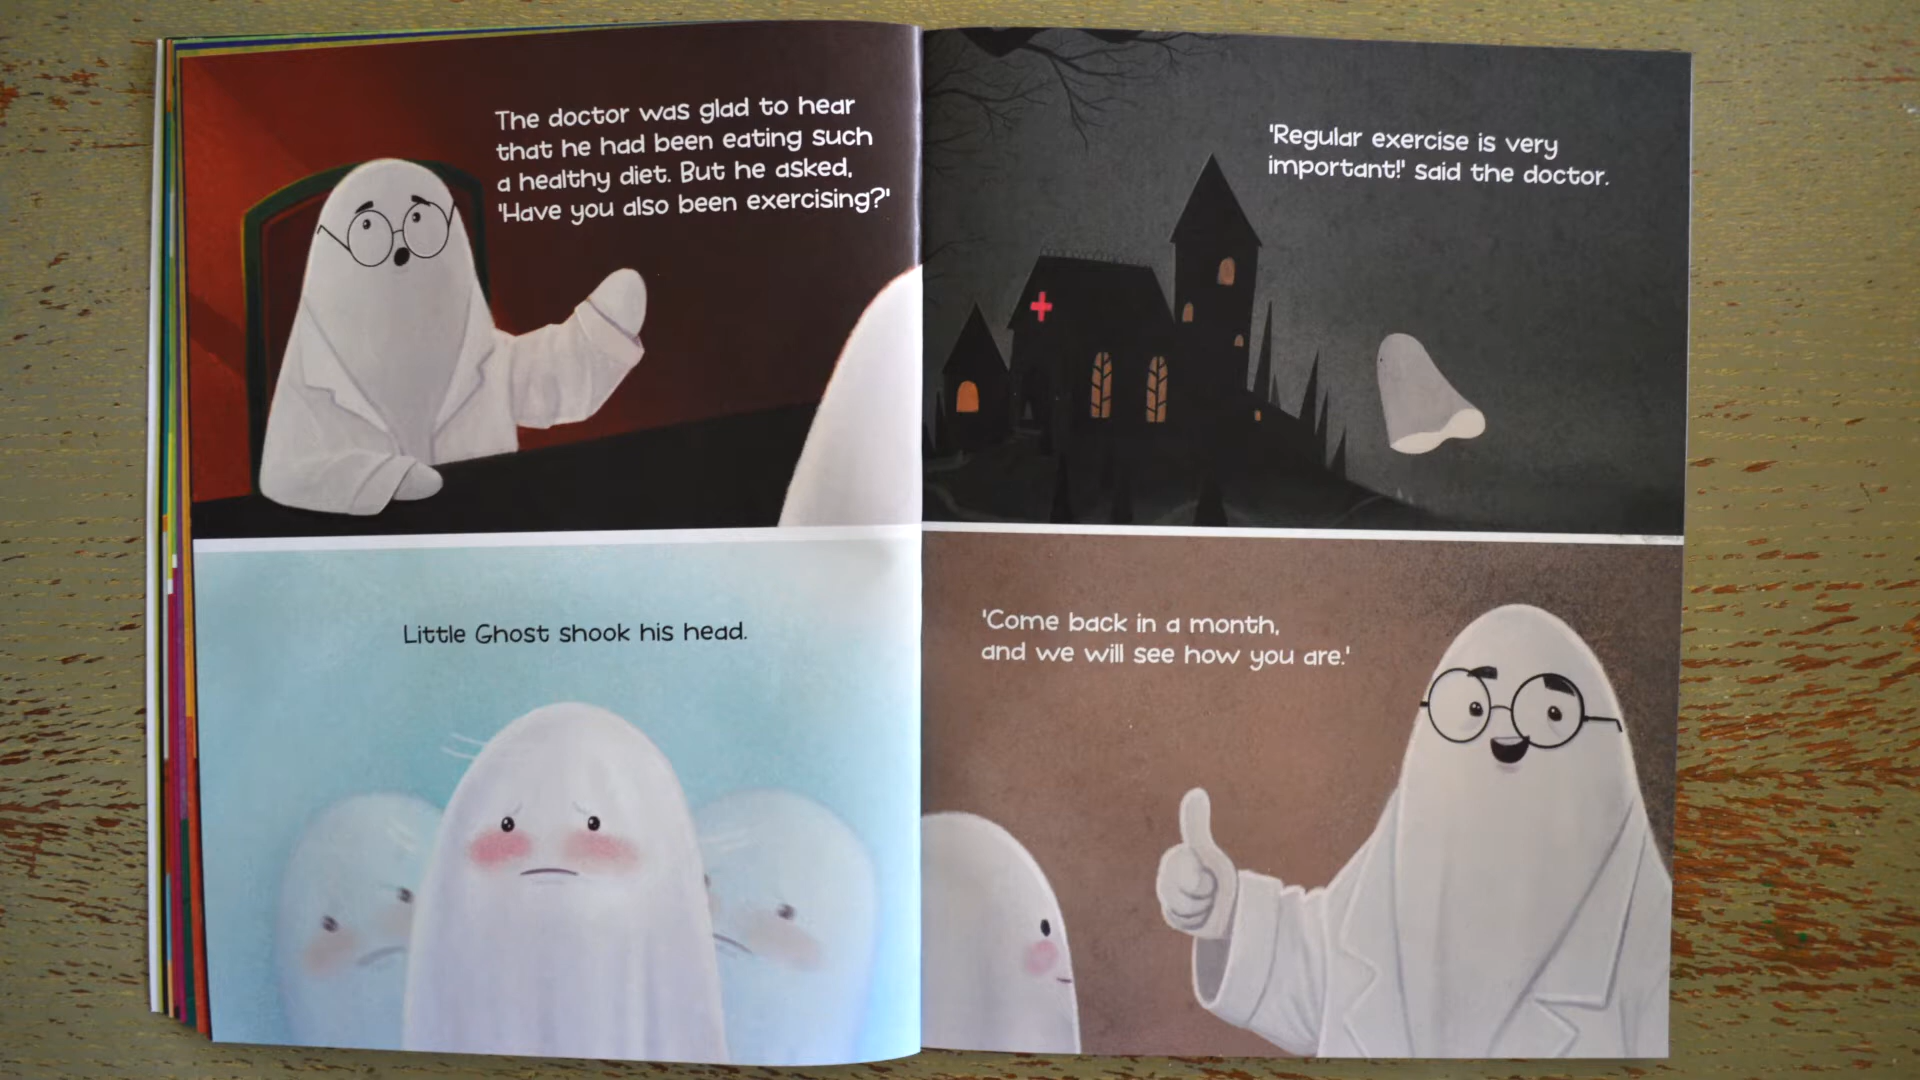 The doctor was glad to hear
that he had been eating such
a healthy diet. But he asked,
'Have you also been exercising?'
Little Ghost shook his head.
'Regular exercise is very
important!' said the doctor.
'Come back in a month,
and we will see how you are.'